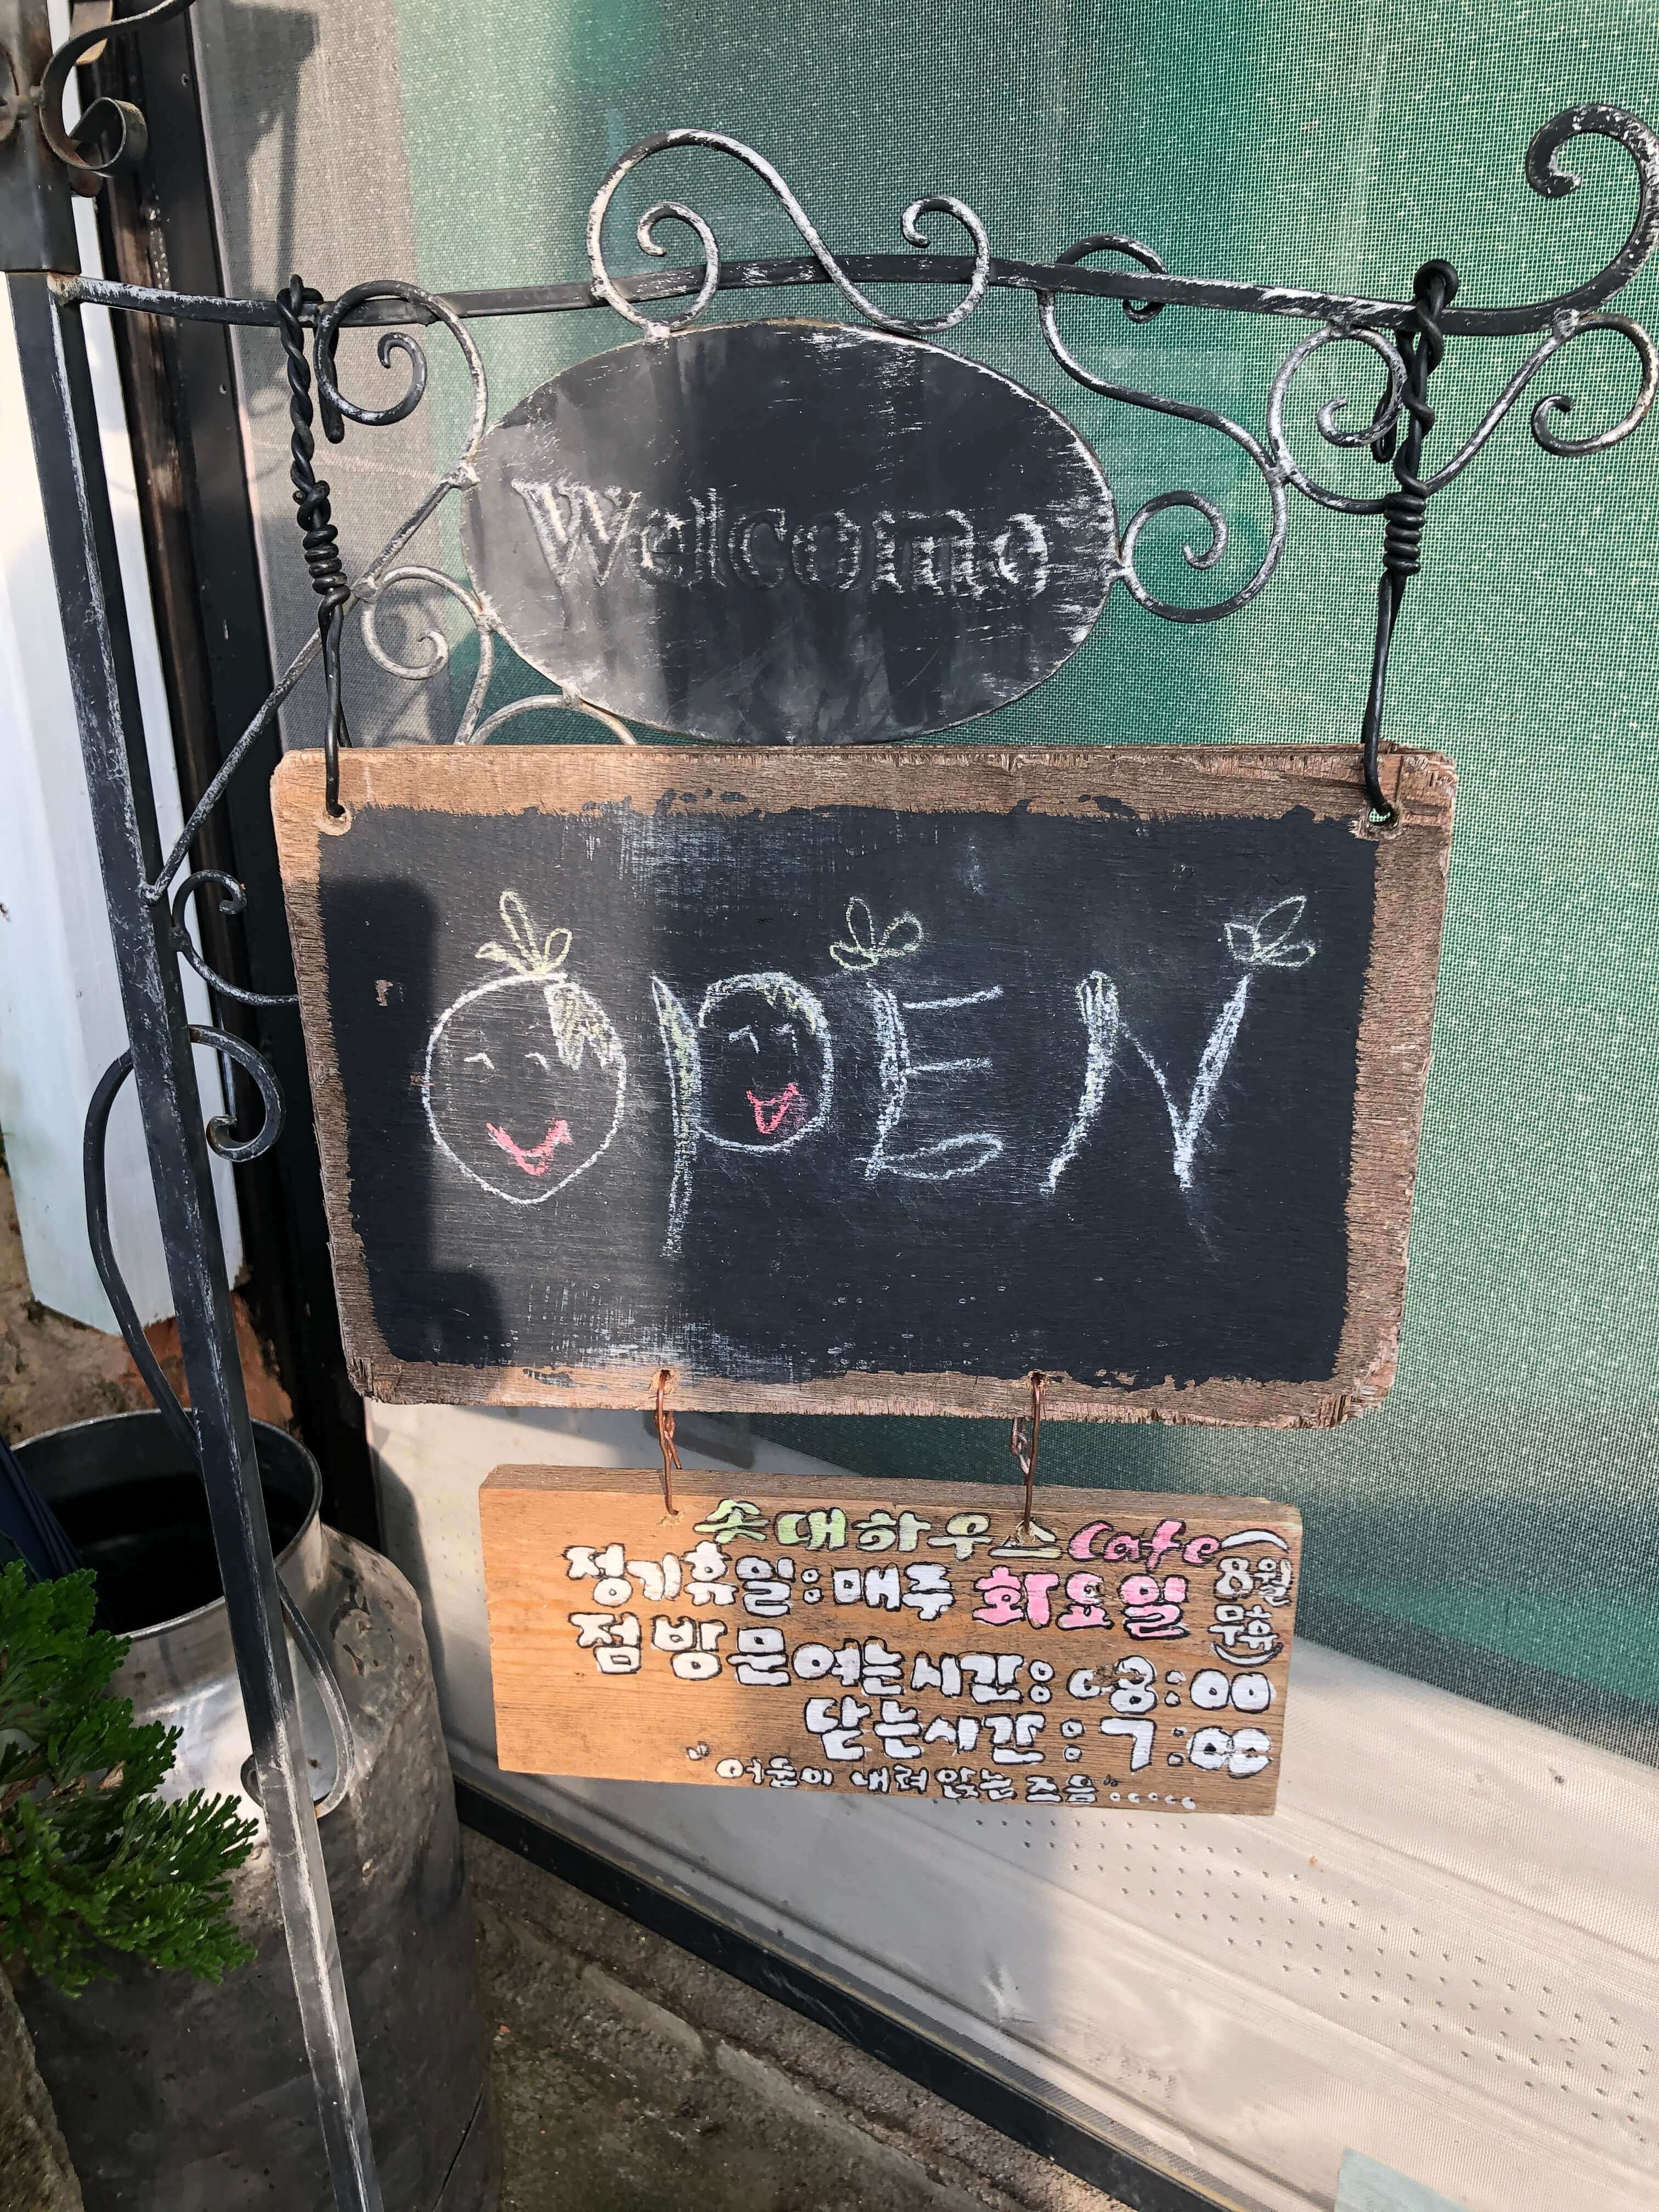 Welcome
OPEN
솟대하우스 Cafe
정기휴일: 매주 화요일 (8월 무휴)
점방문 여는시간: 08:00
닫는시간: 7:00
"어둠이 내려 앉는 즈음".....